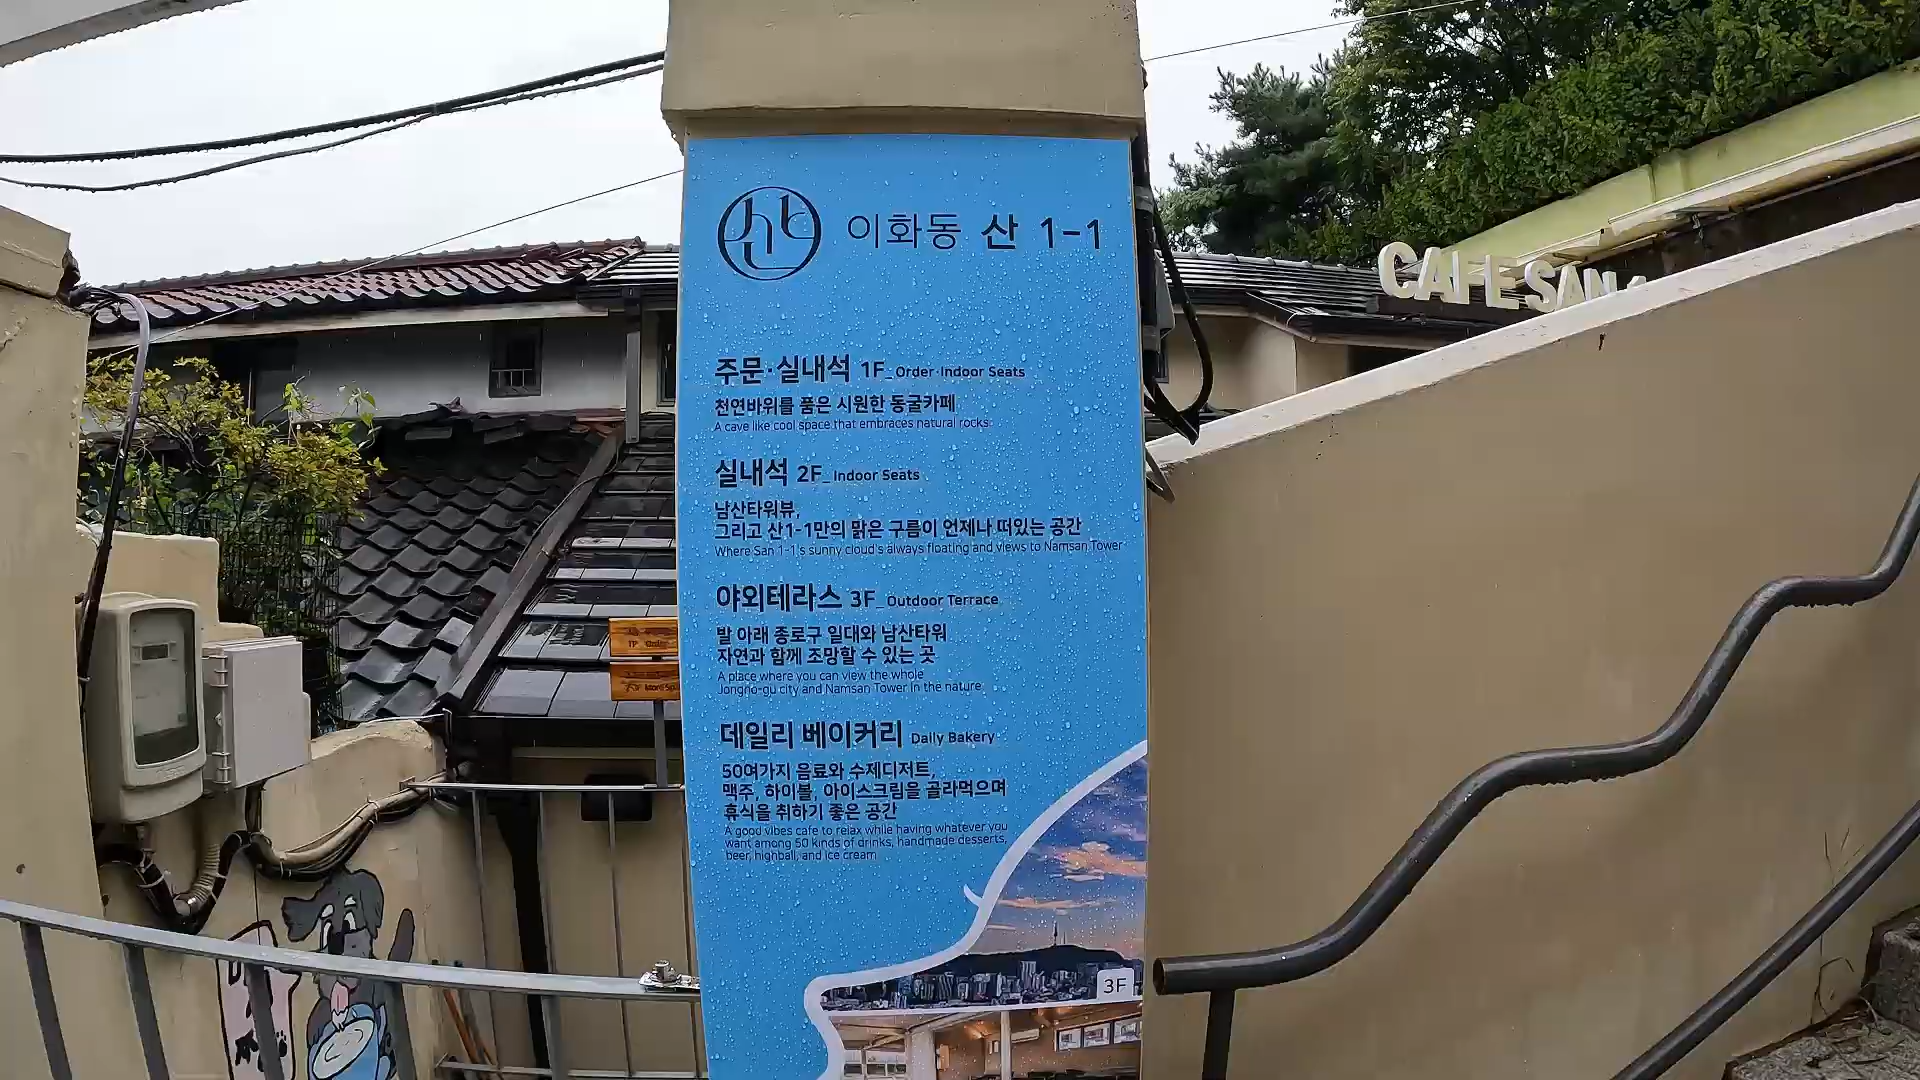 산 이화동 산 1-1
CAFE SAN
주문·실내석 1F_Order·Indoor Seats
천연바위를 품은 시원한 동굴카페
A cave like cool space that embraces natural rocks.
실내석 2F_Indoor Seats
남산타워뷰,
그리고 산1-1만의 맑은 구름이 언제나 떠있는 공간
Where San 1-1's sunny cloud's always floating and views to Namsan Tower
야외테라스 3F_Outdoor Terrace
발 아래 종로구 일대와 남산타워
자연과 함께 조망할 수 있는 곳
A place where you can view the whole
Jongno-gu city and Namsan Tower in the nature.
데일리 베이커리 Daily Bakery
50여가지 음료와 수제디저트,
맥주, 하이볼, 아이스크림을 골라먹으며
휴식을 취하기 좋은 공간
A good vibes cafe to relax while having whatever you
want among 50 kinds of drinks, handmade desserts,
beer, highball, and ice cream
3F